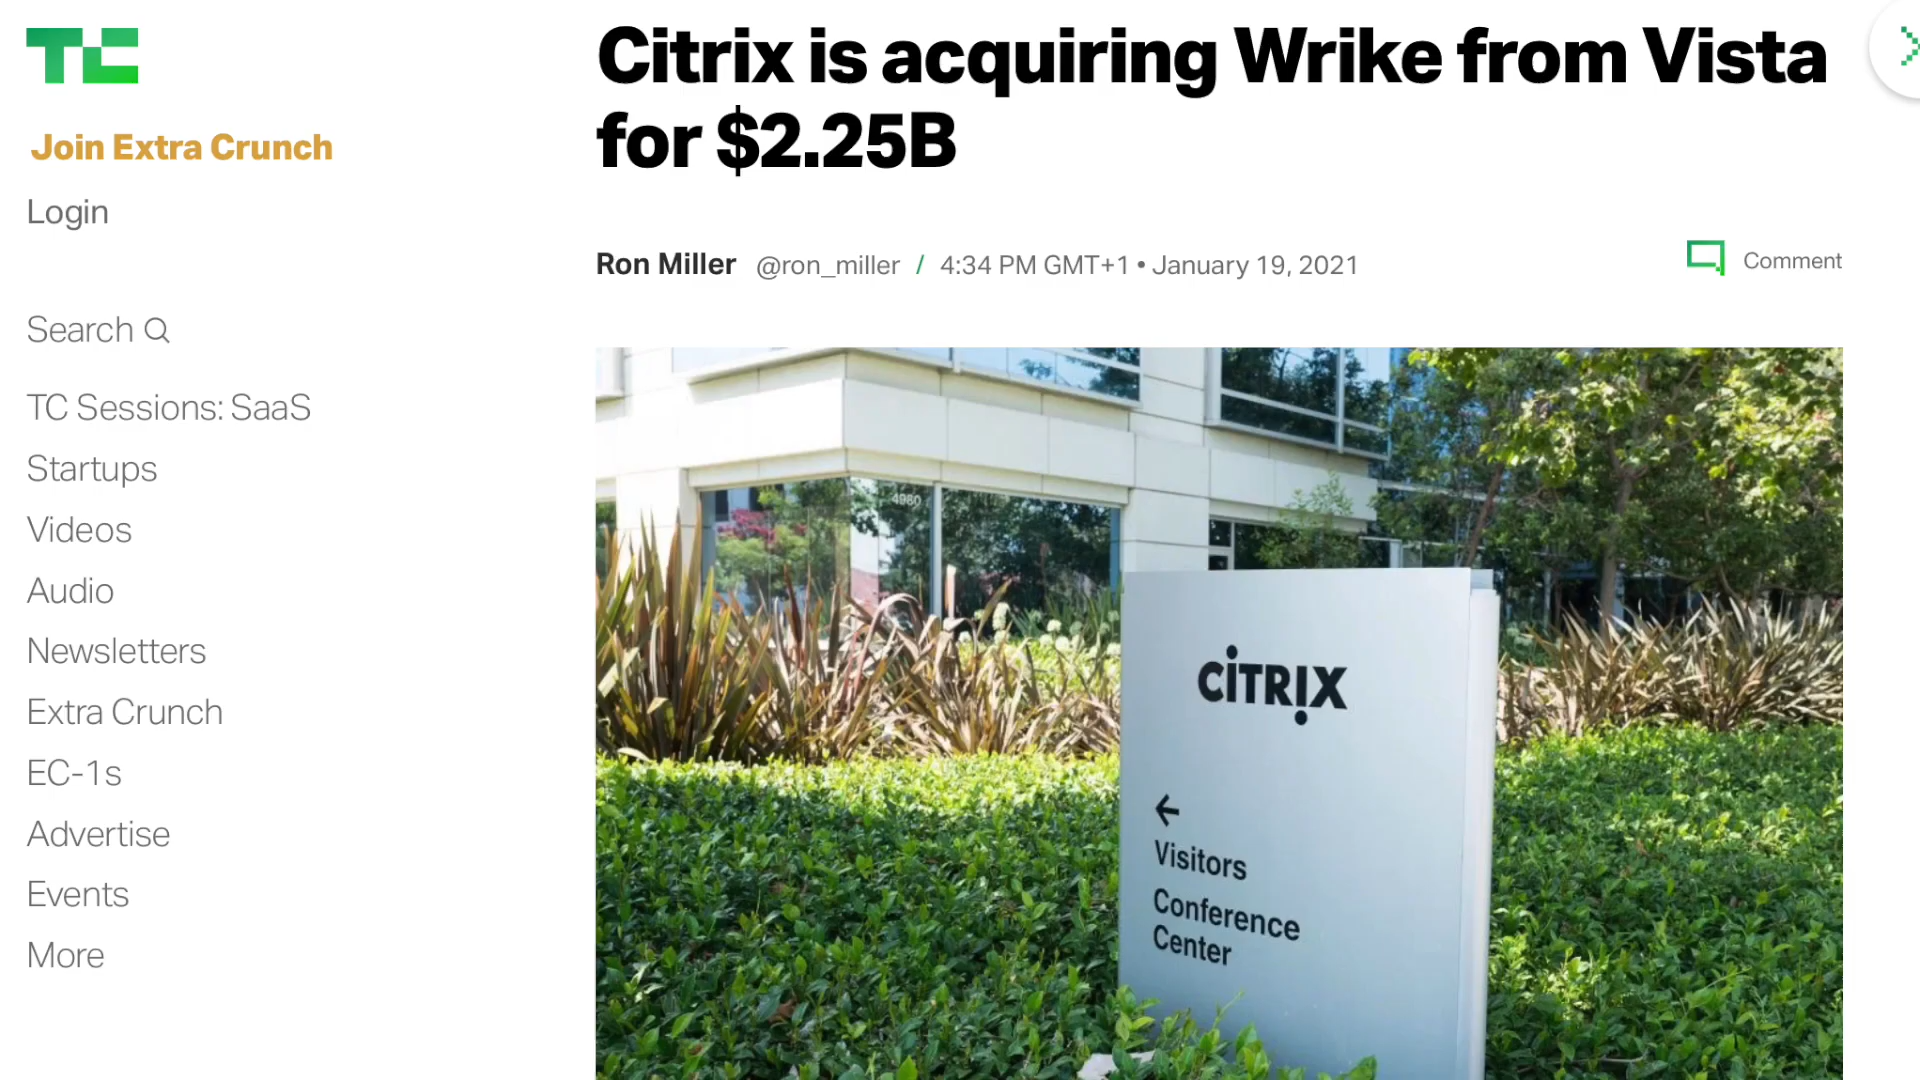 TC
Join Extra Crunch
Login
Search
TC Sessions: SaaS
Startups
Videos
Audio
Newsletters
Extra Crunch
EC-1s
Advertise
Events
More
Citrix is acquiring Wrike from Vista
for $2.25B
Ron Miller @ron_miller / 4:34 PM GMT+1 • January 19, 2021
Comment
4980
CITRIX
←
Visitors
Conference
Center